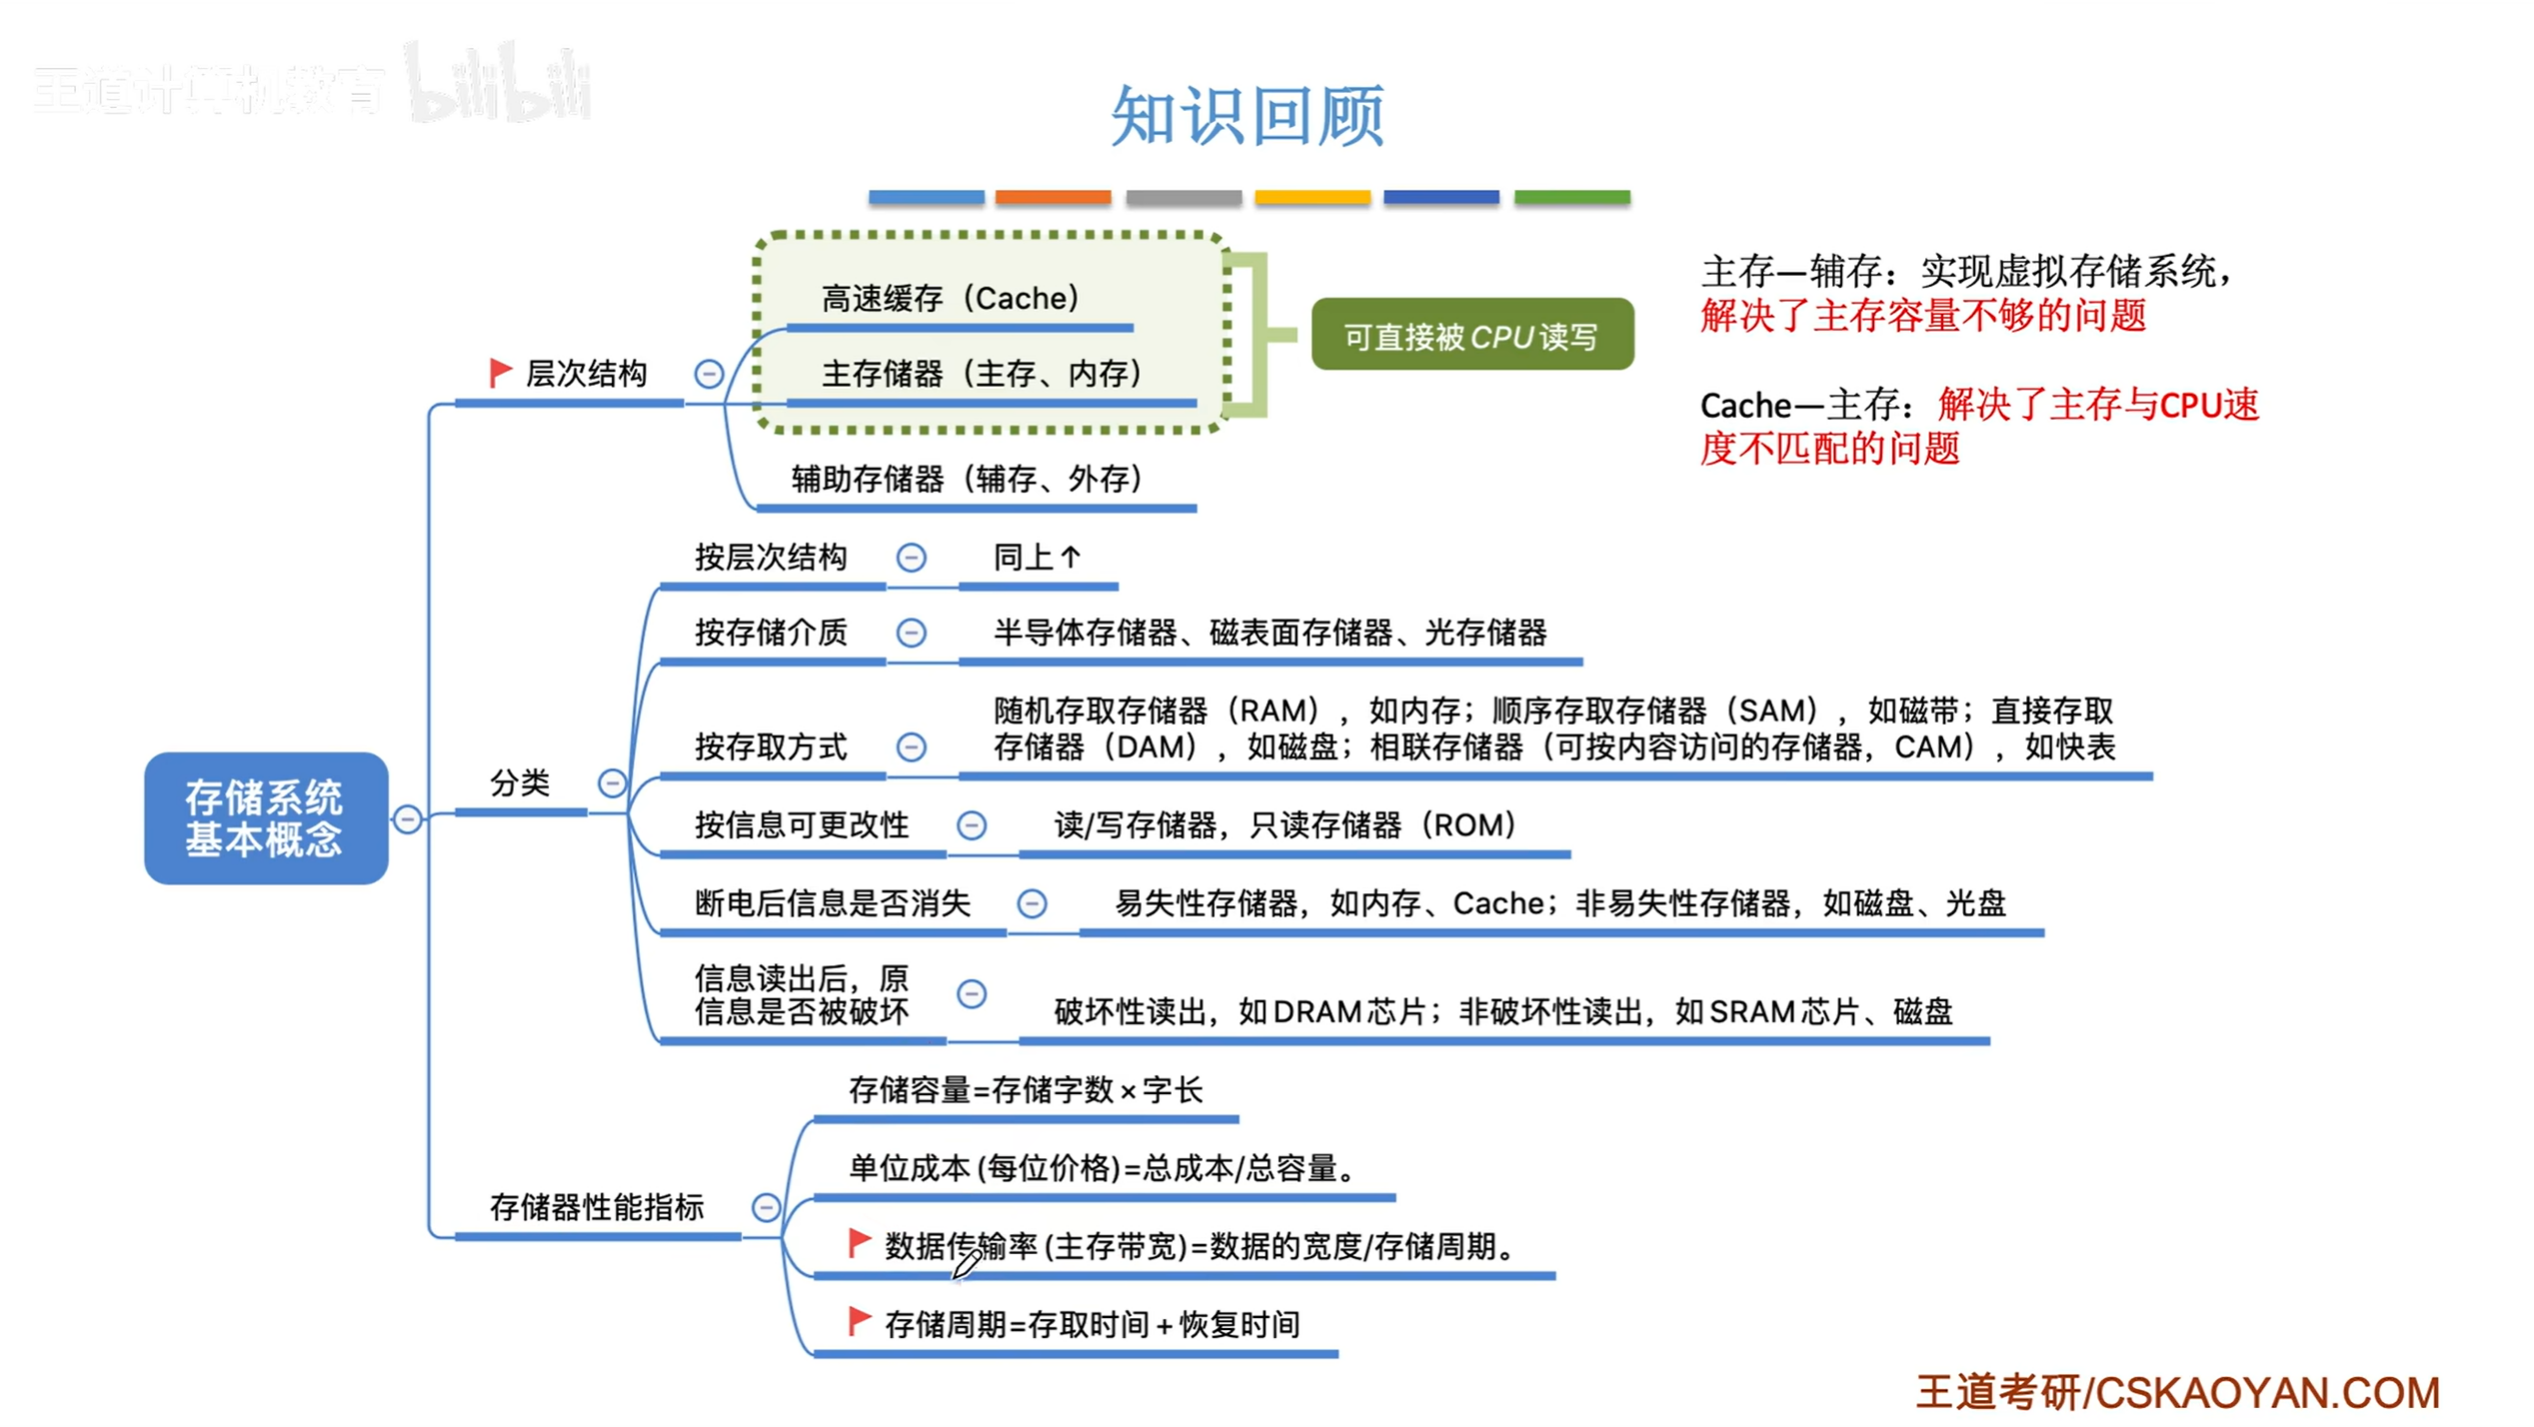 王道计算机教育 bilibili
知识回顾
高速缓存（Cache）
主存储器（主存、内存）
辅助存储器（辅存、外存）
层次结构
可直接被CPU读写
主存—辅存：实现虚拟存储系统，
解决了主存容量不够的问题
Cache—主存：解决了主存与CPU速
度不匹配的问题
按层次结构
同上↑
按存储介质
半导体存储器、磁表面存储器、光存储器
按存取方式
随机存取存储器（RAM），如内存；顺序存取存储器（SAM），如磁带；直接存取
存储器（DAM），如磁盘；相联存储器（可按内容访问的存储器，CAM），如快表
分类
存储系统
基本概念
按信息可更改性
读/写存储器，只读存储器（ROM）
断电后信息是否消失
易失性存储器，如内存、Cache；非易失性存储器，如磁盘、光盘
信息读出后，原
信息是否被破坏
破坏性读出，如DRAM芯片；非破坏性读出，如SRAM芯片、磁盘
存储容量=存储字数×字长
单位成本(每位价格)=总成本/总容量。
存储器性能指标
数据传输率(主存带宽)=数据的宽度/存储周期。
存储周期=存取时间+恢复时间
王道考研/CSKAOYAN.COM